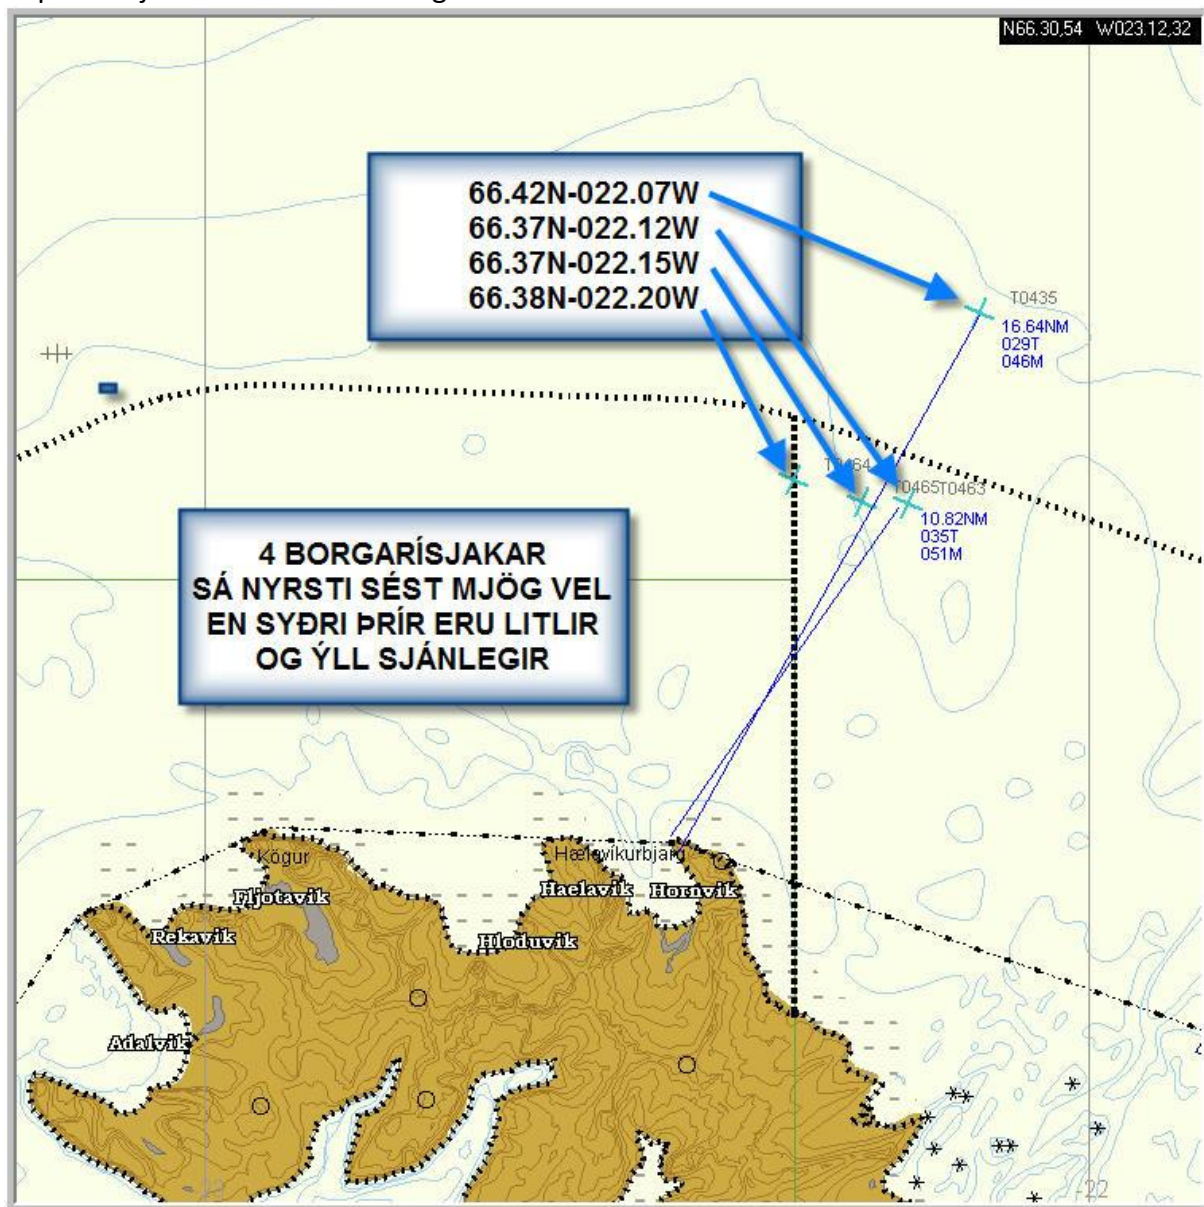 N66.30,54 W023.12,32
66.42N-022.07W
66.37N-022.12W
66.37N-022.15W
66.38N-022.20W
T0435
16.64NM
029T
046M
T0464
T0465T0463
10.82NM
035T
051M
4 BORGARÍSJAKAR
SÁ NYRSTI SÉST MJÖG VEL
EN SYÐRI ÞRÍR ERU LITLIR
OG ÝLL SJÁNLEGIR
Kögur
Hælavíkurbjarg
Fljotavik
Haelavik
Hornvik
Rekavik
Hloduvik
Adalvik
-23
-22